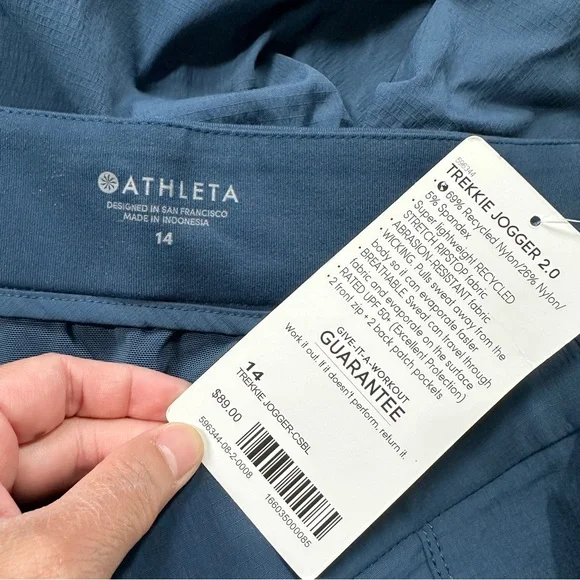 ATHLETA
DESIGNED IN SAN FRANCISCO
MADE IN INDONESIA
14
596344
TREKKIE JOGGER 2.0
• 69% Recycled Nylon/26% Nylon/
5% Spandex
• Super lightweight RECYCLED
STRETCH RIPSTOP fabric
• ABRASION-RESISTANT FABRIC
• WICKING. Pulls sweat away from the
body so it can evaporate faster
• BREATHABLE. Sweat can travel through
fabric and evaporate on the surface
• RATED UPF 50+ (Excellent Protection)
• 2 front zip + 2 back patch pockets
GIVE-IT-A-WORKOUT
GUARANTEE
Work it out. If it doesn't perform, return it.
14
TREKKIE JOGGER-CSBL
$89.00
596344-08-2-0008
166035000085